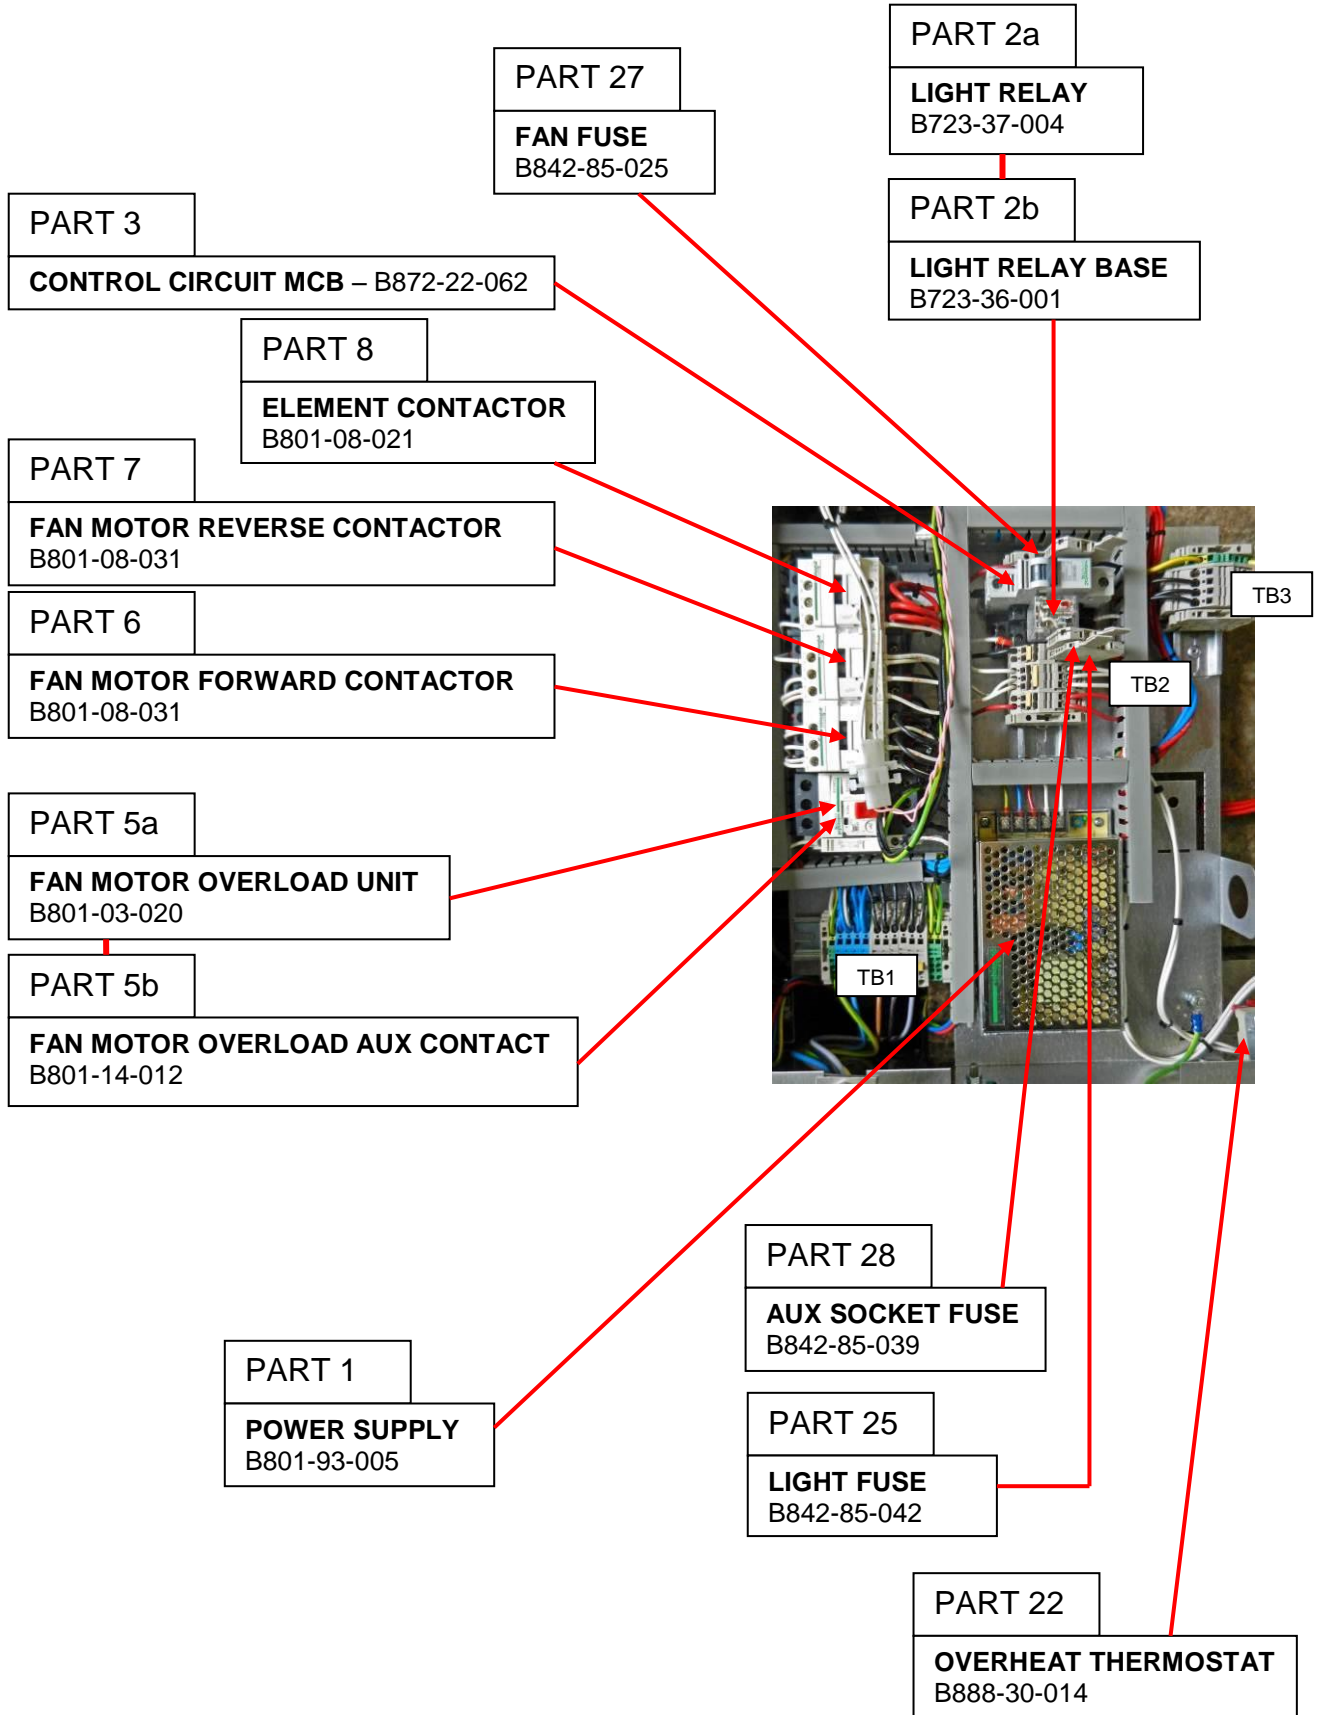 PART 2a
LIGHT RELAY
B723-37-004
PART 27
FAN FUSE
B842-85-025
PART 2b
LIGHT RELAY BASE
B723-36-001
PART 3
CONTROL CIRCUIT MCB – B872-22-062
PART 8
ELEMENT CONTACTOR
B801-08-021
PART 7
FAN MOTOR REVERSE CONTACTOR
B801-08-031
PART 6
FAN MOTOR FORWARD CONTACTOR
B801-08-031
TB3
TB2
PART 5a
FAN MOTOR OVERLOAD UNIT
B801-03-020
PART 5b
FAN MOTOR OVERLOAD AUX CONTACT
B801-14-012
TB1
PART 28
AUX SOCKET FUSE
B842-85-039
PART 1
POWER SUPPLY
B801-93-005
PART 25
LIGHT FUSE
B842-85-042
PART 22
OVERHEAT THERMOSTAT
B888-30-014